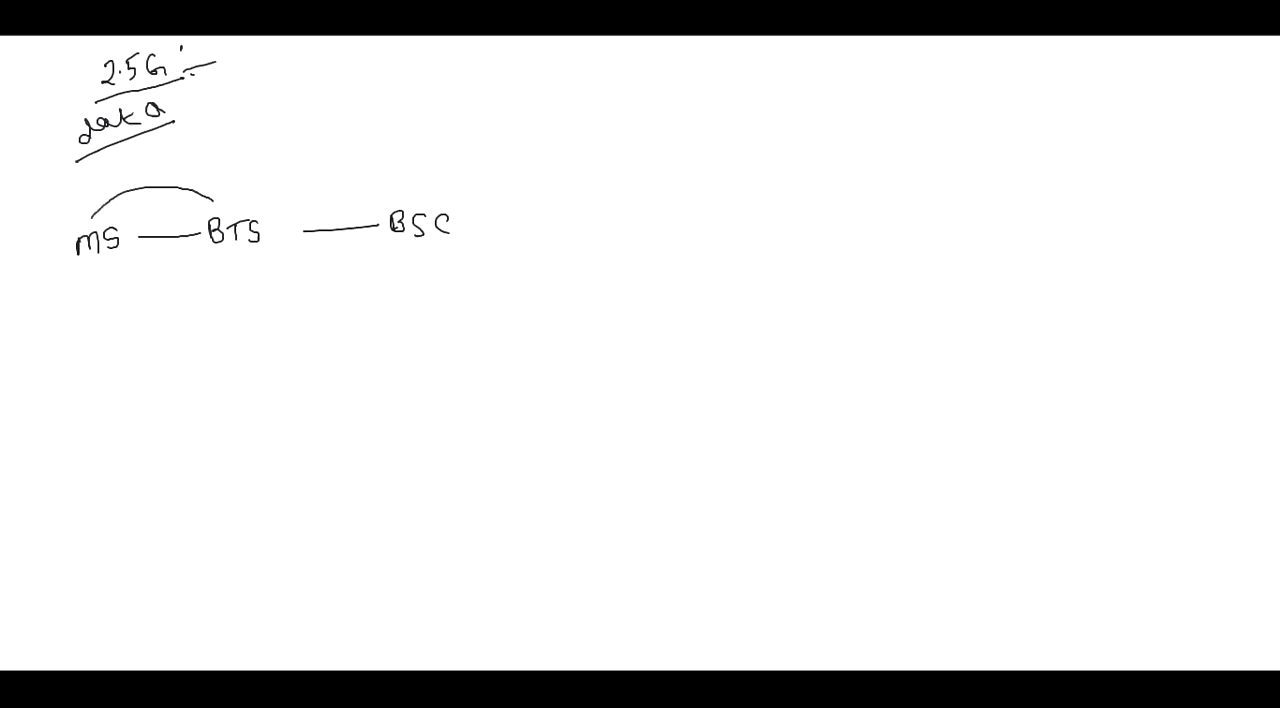 2.5G :-
data
MS — BTS — BSC